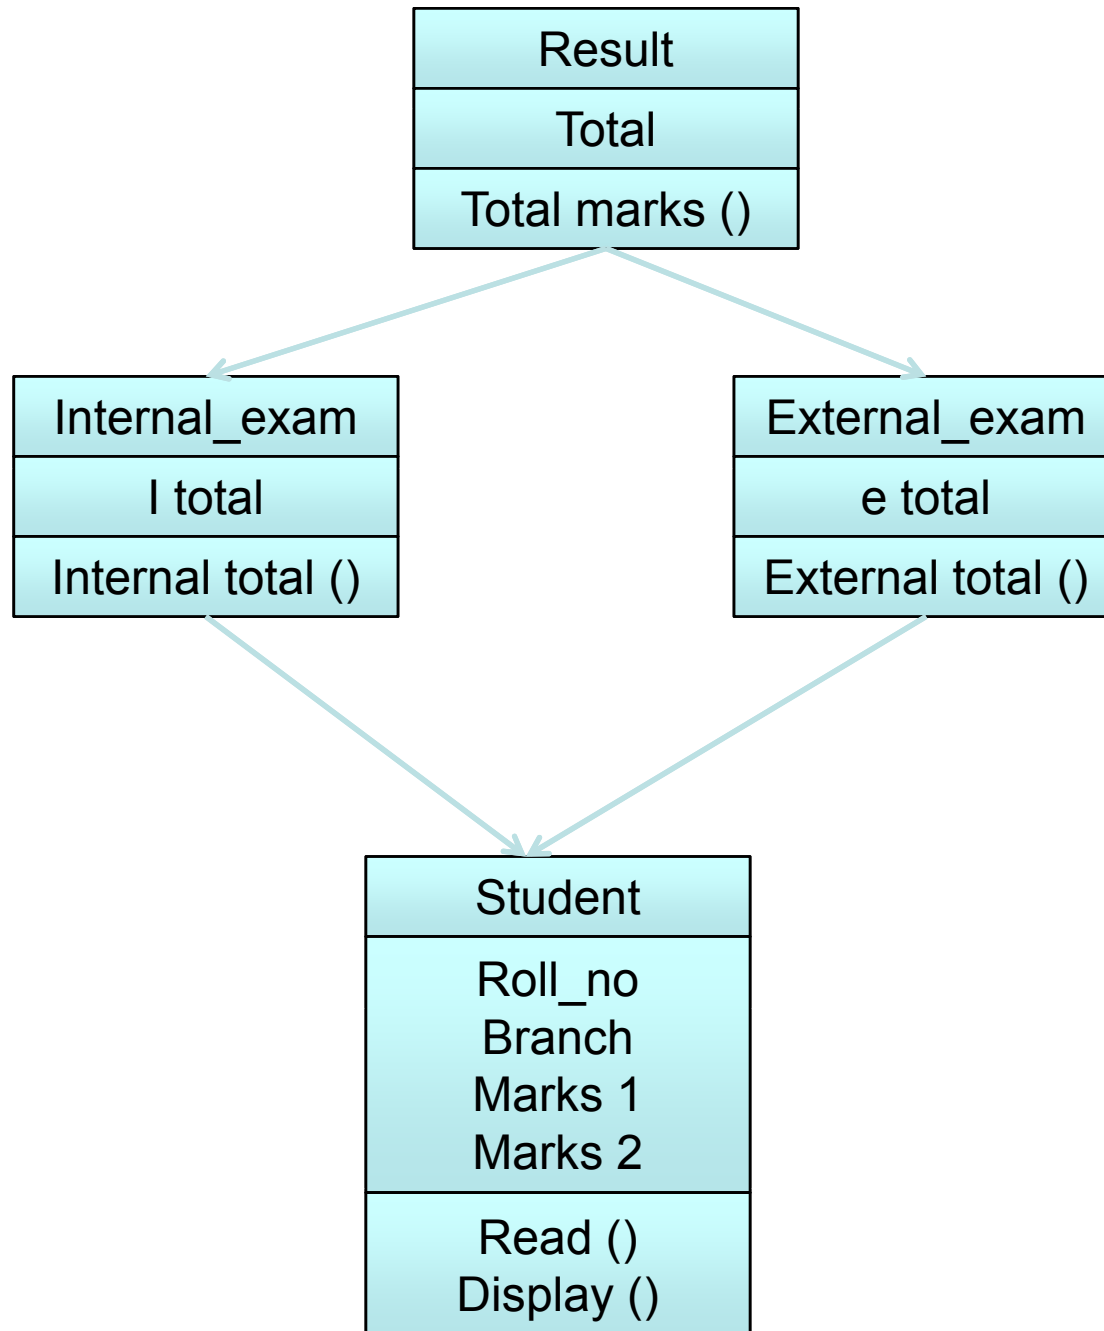 Result
Total
Total marks ()
Internal_exam
I total
Internal total ()
External_exam
e total
External total ()
Student
Roll_no
Branch
Marks 1
Marks 2
Read ()
Display ()